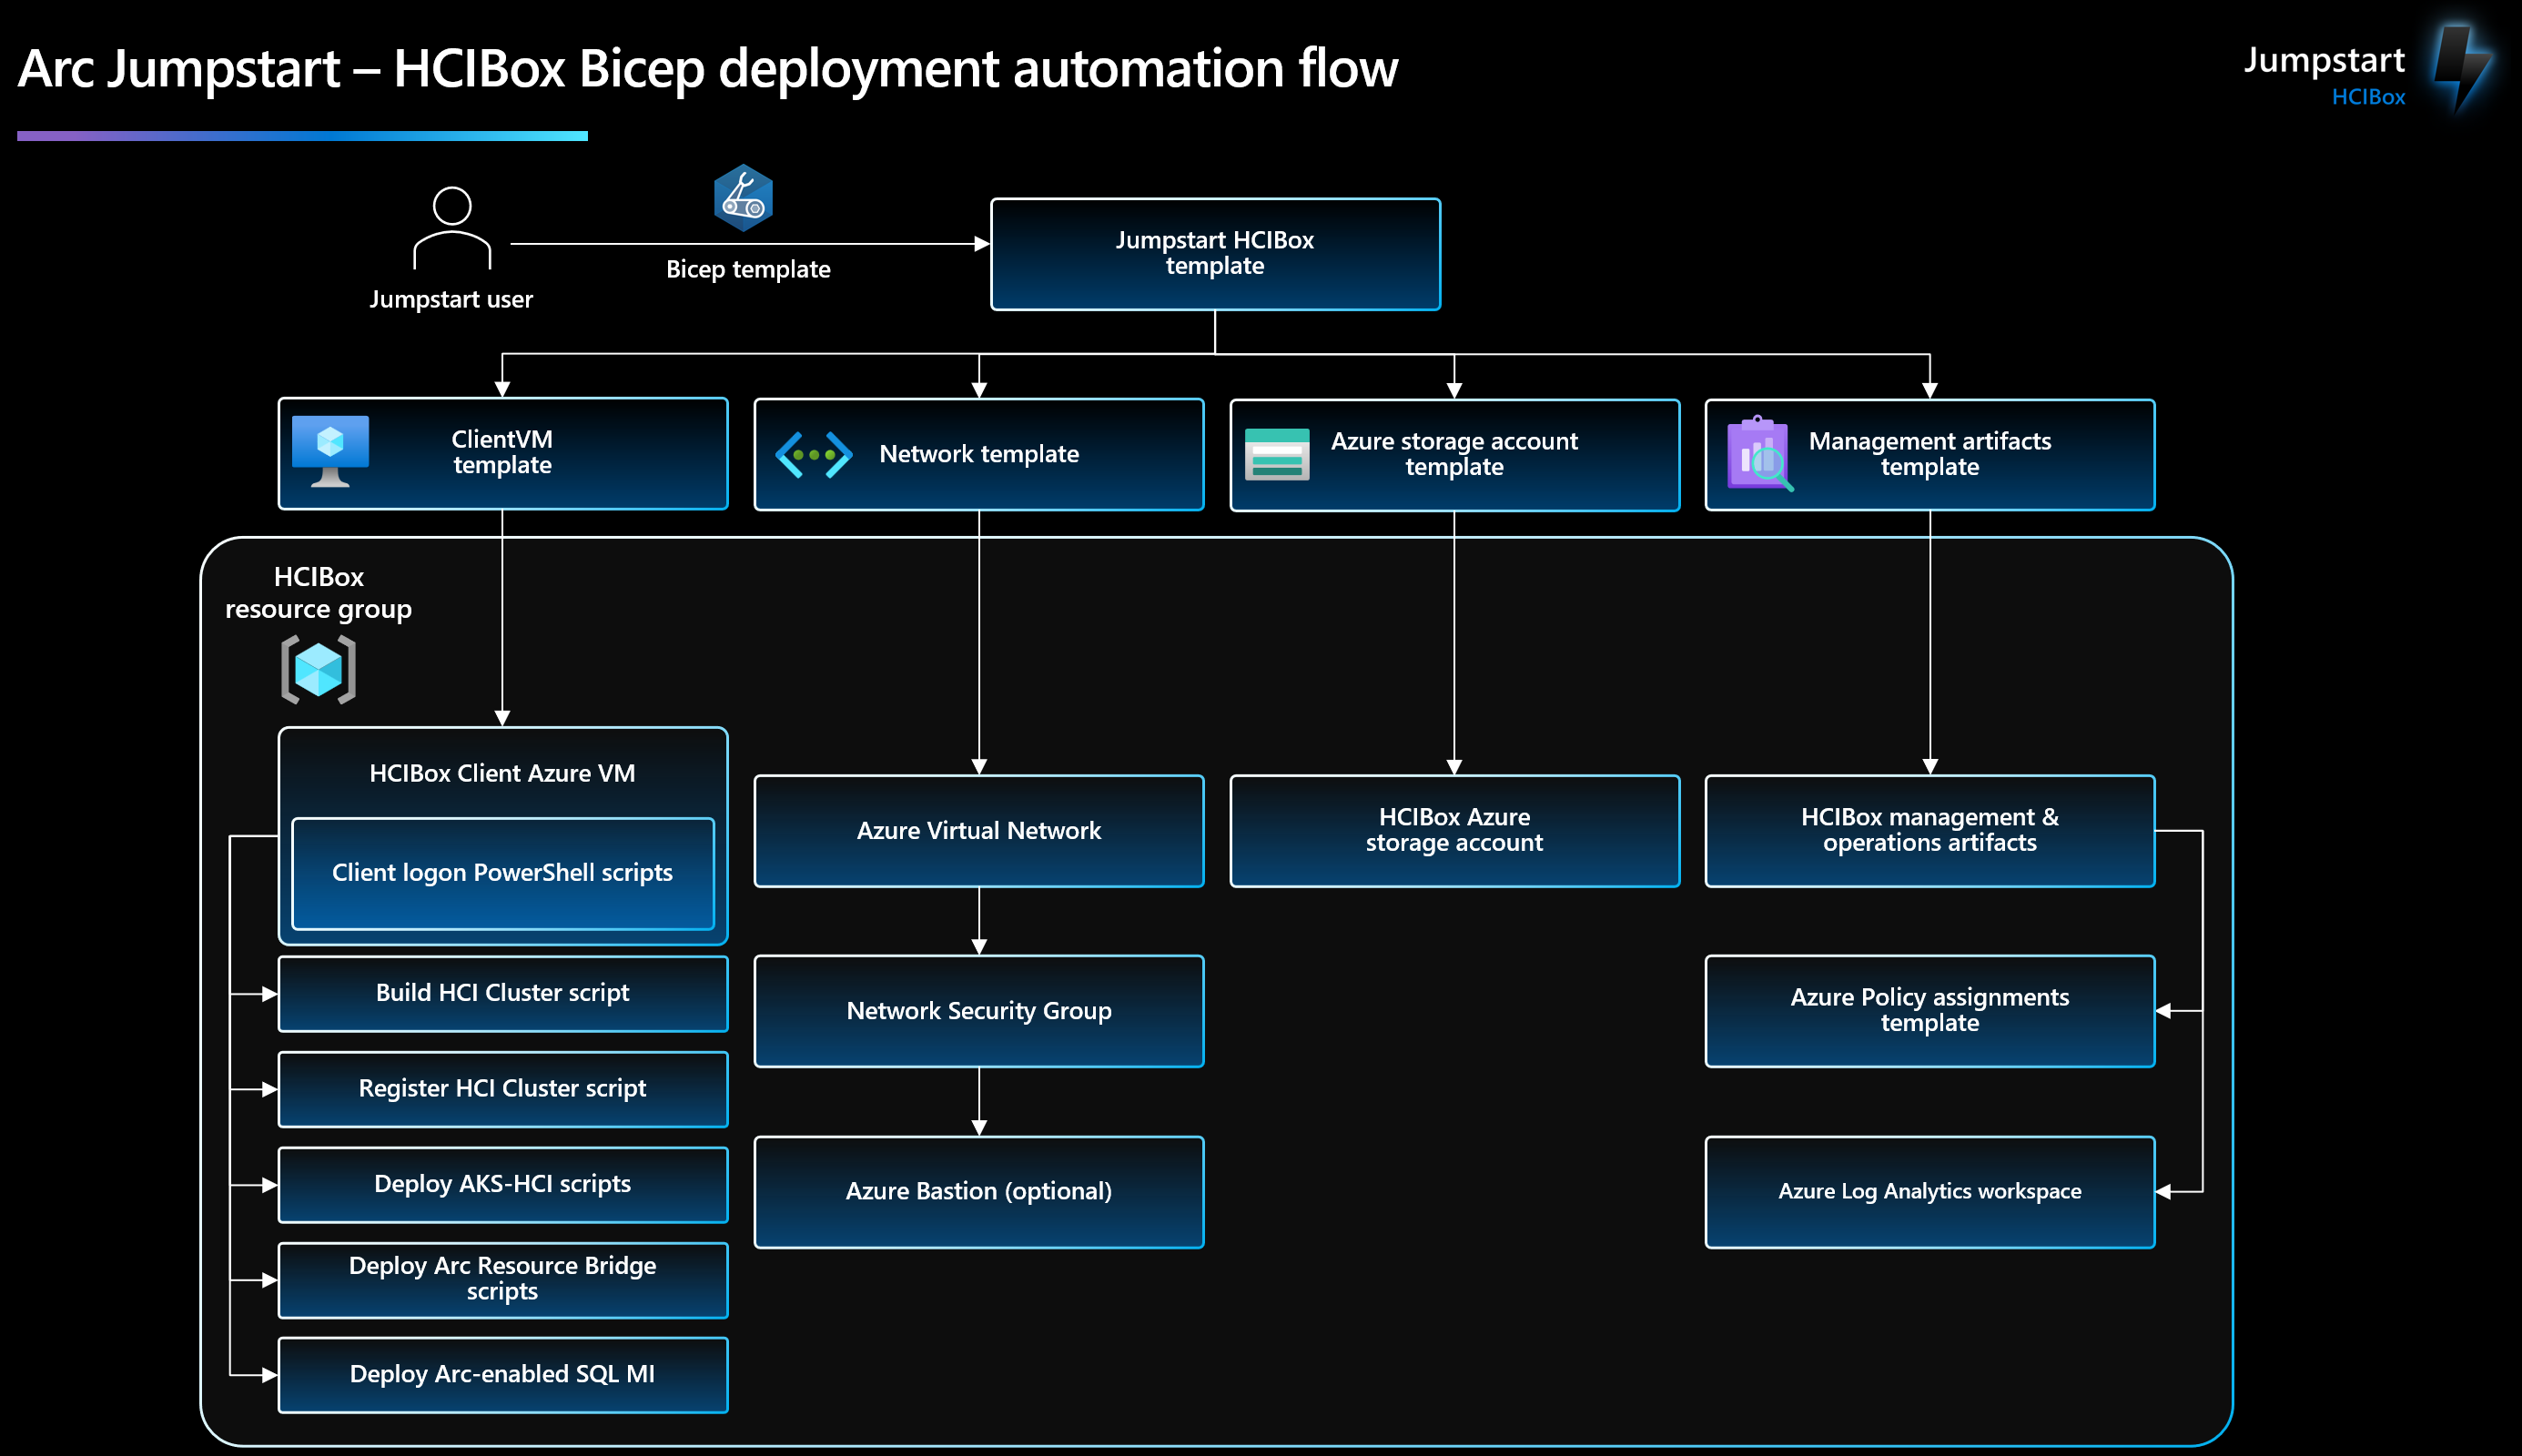 Arc Jumpstart – HCIBox Bicep deployment automation flow
Jumpstart
HCIBox
Jumpstart user
Bicep template
Jumpstart HCIBox
template
ClientVM
template
Network template
Azure storage account
template
Management artifacts
template
HCIBox
resource group
HCIBox Client Azure VM
Client logon PowerShell scripts
Build HCI Cluster script
Register HCI Cluster script
Deploy AKS-HCI scripts
Deploy Arc Resource Bridge
scripts
Deploy Arc-enabled SQL MI
Azure Virtual Network
Network Security Group
Azure Bastion (optional)
HCIBox Azure
storage account
HCIBox management &
operations artifacts
Azure Policy assignments
template
Azure Log Analytics workspace